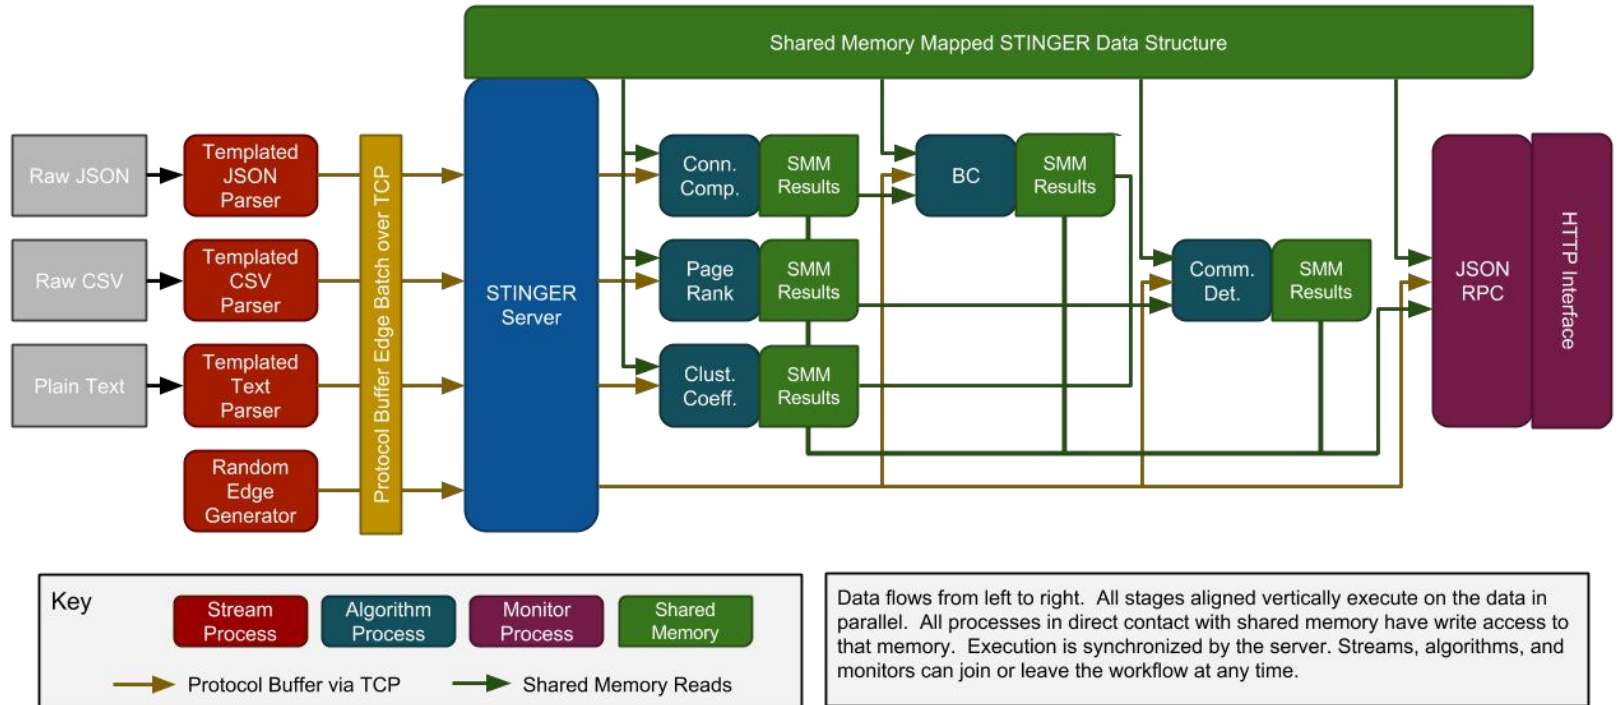 Shared Memory Mapped STINGER Data Structure
Raw JSON
Templated
JSON
Parser
Raw CSV
Templated
CSV
Parser
Plain Text
Templated
Text
Parser
Random
Edge
Generator
Protocol Buffer Edge Batch over TCP
STINGER
Server
Conn.
Comp.
SMM
Results
Page
Rank
SMM
Results
Clust.
Coeff.
SMM
Results
BC
SMM
Results
Comm.
Det.
SMM
Results
JSON
RPC
HTTP Interface
Key
Stream
Process
Algorithm
Process
Monitor
Process
Shared
Memory
Protocol Buffer via TCP
Shared Memory Reads
Data flows from left to right. All stages aligned vertically execute on the data in
parallel. All processes in direct contact with shared memory have write access to
that memory. Execution is synchronized by the server. Streams, algorithms, and
monitors can join or leave the workflow at any time.